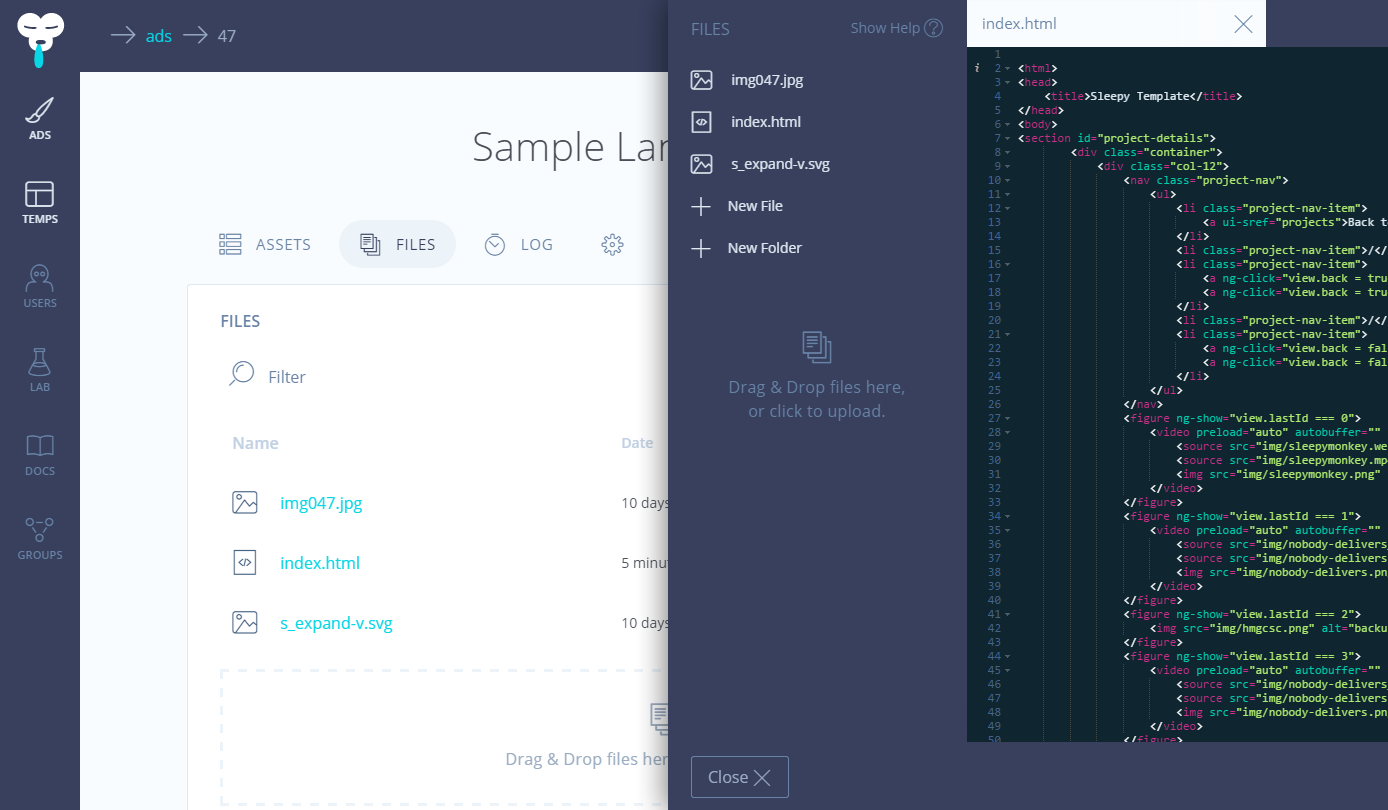 ads 47
ADS
TEMPS
USERS
LAB
DOCS
GROUPS
Sample Lan
ASSETS FILES LOG
FILES
Filter
Name Date
img047.jpg 10 days
index.html 5 minu
s_expand-v.svg 10 days
Drag & Drop files her
FILES Show Help ?
img047.jpg
index.html
s_expand-v.svg
New File
New Folder
Drag & Drop files here,
or click to upload.
Close
index.html
1
i 2 <html>
3 <head>
4 <title>Sleepy Template</title>
5 </head>
6 <body>
7 <section id="project-details">
8 <div class="container">
9 <div class="col-12">
10 <nav class="project-nav">
11 <ul>
12 <li class="project-nav-item">
13 <a ui-sref="projects">Back t
14 </li>
15 <li class="project-nav-item">/</
16 <li class="project-nav-item">
17 <a ng-click="view.back = tru
18 <a ng-click="view.back = tru
19 </li>
20 <li class="project-nav-item">/</
21 <li class="project-nav-item">
22 <a ng-click="view.back = fal
23 <a ng-click="view.back = fal
24 </li>
25 </ul>
26 </nav>
27 <figure ng-show="view.lastId === 0">
28 <video preload="auto" autobuffer=""
29 <source src="img/sleepymonkey.we
30 <source src="img/sleepymonkey.mp
31 <img src="img/sleepymonkey.png"
32 </video>
33 </figure>
34 <figure ng-show="view.lastId === 1">
35 <video preload="auto" autobuffer=""
36 <source src="img/nobody-delivers
37 <source src="img/nobody-delivers
38 <img src="img/nobody-delivers.pn
39 </video>
40 </figure>
41 <figure ng-show="view.lastId === 2">
42 <img src="img/hmgcsc.png" alt="backu
43 </figure>
44 <figure ng-show="view.lastId === 3">
45 <video preload="auto" autobuffer=""
46 <source src="img/nobody-delivers
47 <source src="img/nobody-delivers
48 <img src="img/nobody-delivers.pn
49 </video>
50 </figure>